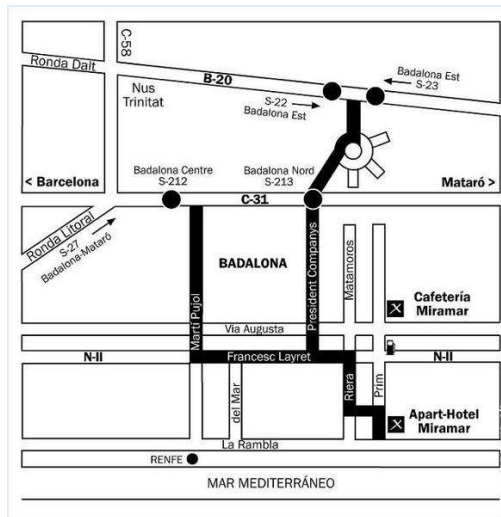 C-58
Ronda Dalt
B-20
Badalona Est
S-23
Nus
Trinitat
S-22
Badalona Est
Badalona Centre
S-212
Badalona Nord
S-213
< Barcelona
Mataró >
C-31
Ronda Litoral
S-27
Badalona-Mataró
BADALONA
Martí Pujol
President Companys
Matamoros
Cafetería
Miramar
Via Augusta
N-II
Francesc Layret
N-II
del Mar
Riera
Prim
Apart-Hotel
Miramar
La Rambla
RENFE
MAR MEDITERRÁNEO